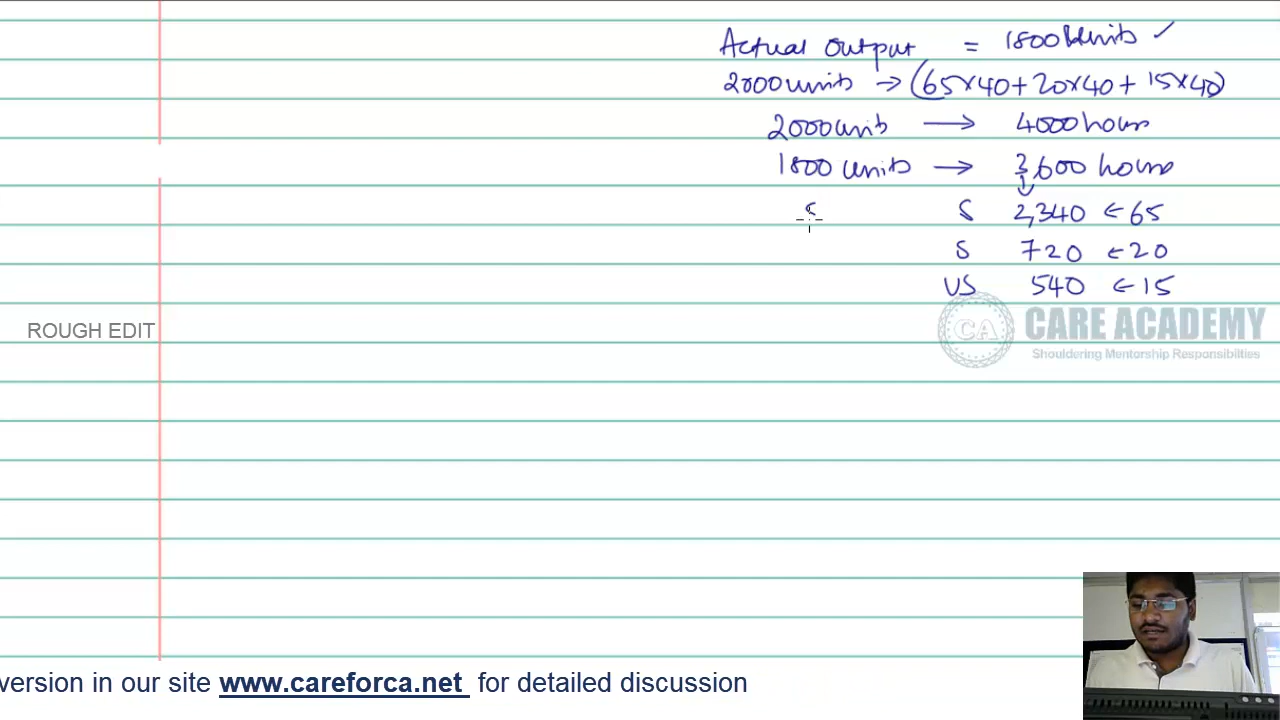 Actual output = 1800 units ✓
2000 units → (65×40 + 20×40 + 15×40)
2000 units → 4000 hours
1800 units → 3,600 hours
S S 2,340 ← 65
S 720 ← 20
US 540 ← 15
CA CARE ACADEMY
Shouldering Mentorship Responsibilties
ROUGH EDIT
version in our site www.careforca.net for detailed discussion